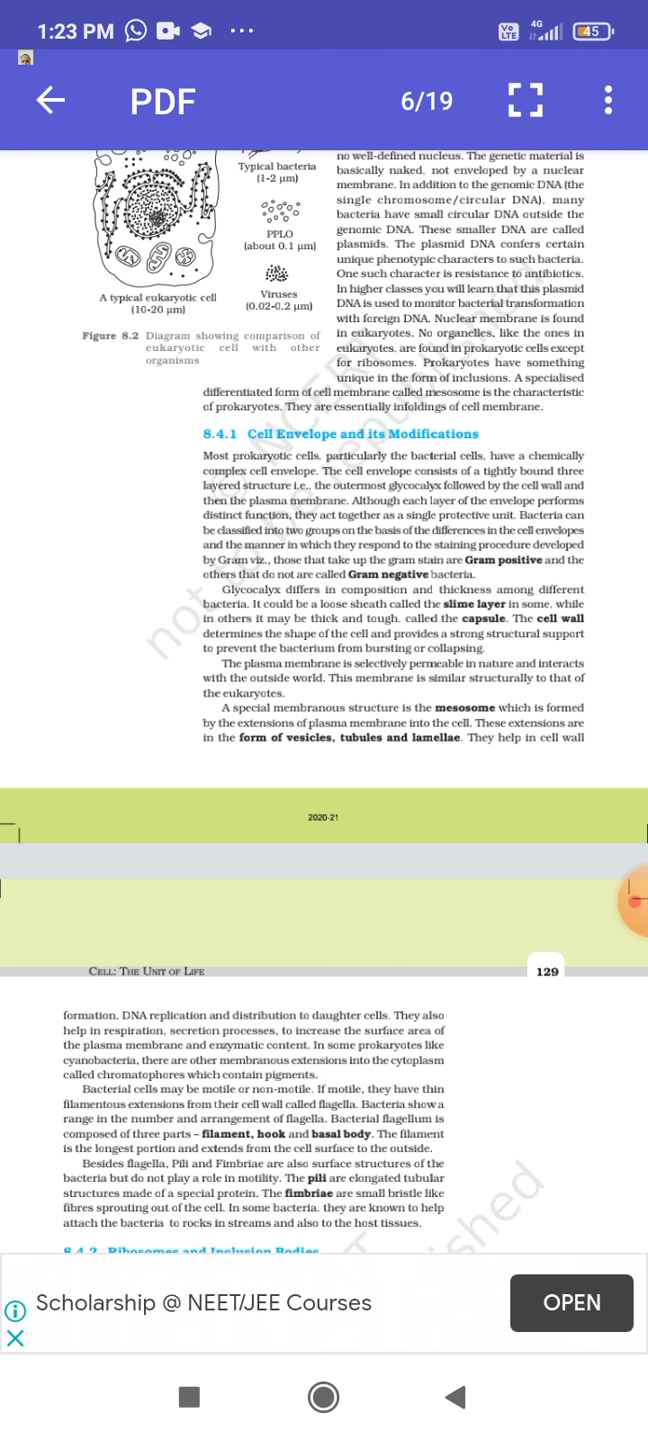 1:23 PM
Vo LTE 4G 45
PDF 6/19
Typical bacteria
(1-2 μm)
PPLO
(about 0.1 μm)
Viruses
(0.02-0.2 μm)
A typical eukaryotic cell
(10-20 μm)
Figure 8.2 Diagram showing comparison of
eukaryotic cell with other
organisms
no well-defined nucleus. The genetic material is
basically naked, not enveloped by a nuclear
membrane. In addition to the genomic DNA (the
single chromosome/circular DNA), many
bacteria have small circular DNA outside the
genomic DNA. These smaller DNA are called
plasmids. The plasmid DNA confers certain
unique phenotypic characters to such bacteria.
One such character is resistance to antibiotics.
In higher classes you will learn that this plasmid
DNA is used to monitor bacterial transformation
with foreign DNA. Nuclear membrane is found
in eukaryotes. No organelles, like the ones in
eukaryotes, are found in prokaryotic cells except
for ribosomes. Prokaryotes have something
unique in the form of inclusions. A specialised
differentiated form of cell membrane called mesosome is the characteristic
of prokaryotes. They are essentially infoldings of cell membrane.
8.4.1 Cell Envelope and its Modifications
Most prokaryotic cells, particularly the bacterial cells, have a chemically
complex cell envelope. The cell envelope consists of a tightly bound three
layered structure i.e., the outermost glycocalyx followed by the cell wall and
then the plasma membrane. Although each layer of the envelope performs
distinct function, they act together as a single protective unit. Bacteria can
be classified into two groups on the basis of the differences in the cell envelopes
and the manner in which they respond to the staining procedure developed
by Gram viz., those that take up the gram stain are Gram positive and the
others that do not are called Gram negative bacteria.
Glycocalyx differs in composition and thickness among different
bacteria. It could be a loose sheath called the slime layer in some, while
in others it may be thick and tough, called the capsule. The cell wall
determines the shape of the cell and provides a strong structural support
to prevent the bacterium from bursting or collapsing.
The plasma membrane is selectively permeable in nature and interacts
with the outside world. This membrane is similar structurally to that of
the eukaryotes.
A special membranous structure is the mesosome which is formed
by the extensions of plasma membrane into the cell. These extensions are
in the form of vesicles, tubules and lamellae. They help in cell wall
© NCERT
not to be republished
2020-21
CELL: THE UNIT OF LIFE 129
formation, DNA replication and distribution to daughter cells. They also
help in respiration, secretion processes, to increase the surface area of
the plasma membrane and enzymatic content. In some prokaryotes like
cyanobacteria, there are other membranous extensions into the cytoplasm
called chromatophores which contain pigments.
Bacterial cells may be motile or non-motile. If motile, they have thin
filamentous extensions from their cell wall called flagella. Bacteria show a
range in the number and arrangement of flagella. Bacterial flagellum is
composed of three parts – filament, hook and basal body. The filament
is the longest portion and extends from the cell surface to the outside.
Besides flagella, Pili and Fimbriae are also surface structures of the
bacteria but do not play a role in motility. The pili are elongated tubular
structures made of a special protein. The fimbriae are small bristle like
fibres sprouting out of the cell. In some bacteria, they are known to help
attach the bacteria to rocks in streams and also to the host tissues.
8.4.2 Ribosomes and Inclusion Bodies
Scholarship @ NEET/JEE Courses
OPEN